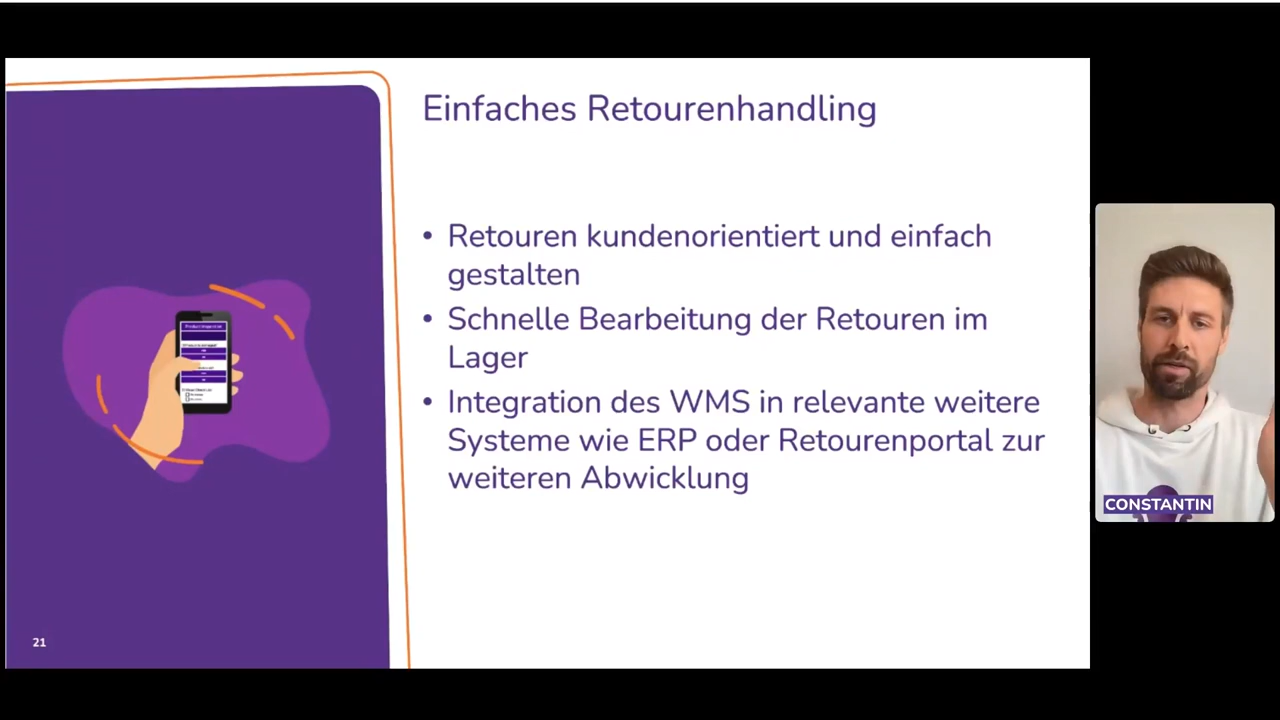 Einfaches Retourenhandling
• Retouren kundenorientiert und einfach
gestalten
• Schnelle Bearbeitung der Retouren im
Lager
• Integration des WMS in relevante weitere
Systeme wie ERP oder Retourenportal zur
weiteren Abwicklung
CONSTANTIN
21